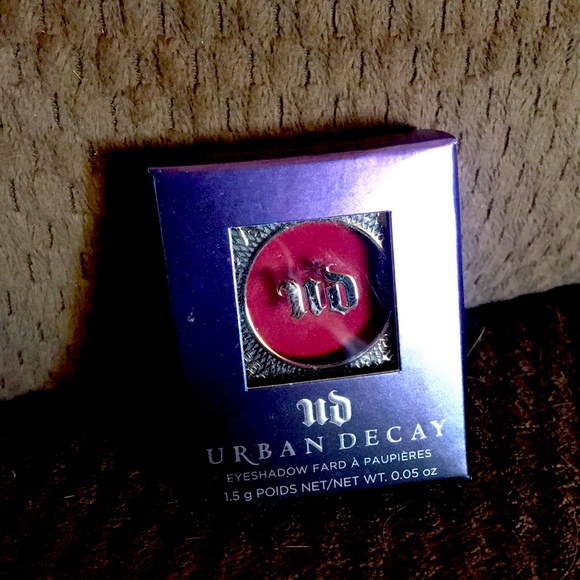 ud
ud
URBAN DECAY
EYESHADOW FARD À PAUPIÈRES
1.5 g POIDS NET/NET WT. 0.05 oz